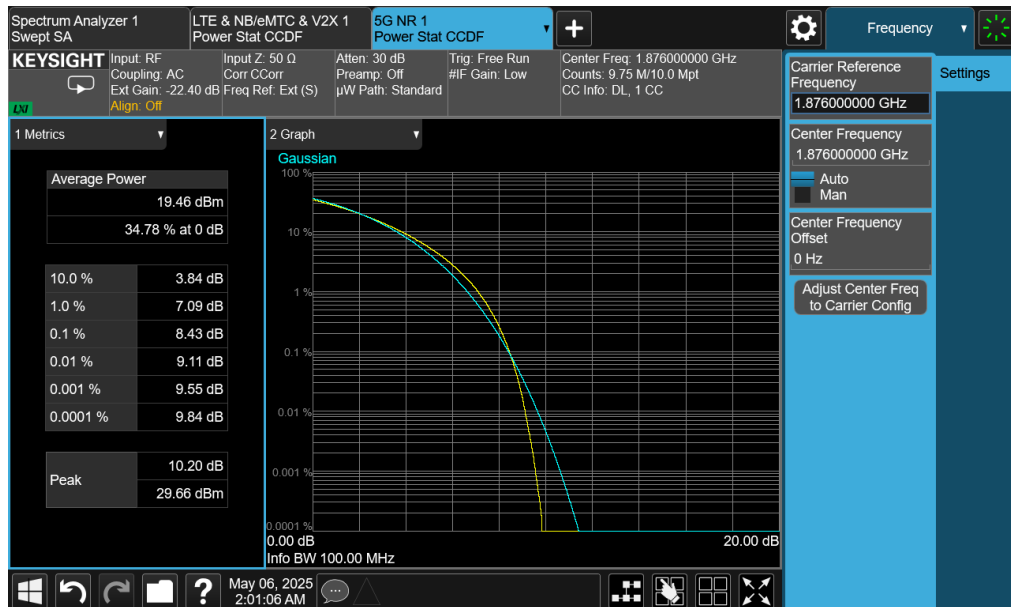 Spectrum Analyzer 1
Swept SA
LTE & NB/eMTC & V2X 1
Power Stat CCDF
5G NR 1
Power Stat CCDF
Frequency
KEYSIGHT
LXI
Input: RF
Coupling: AC
Ext Gain: -22.40 dB
Align: Off
Input Z: 50 Ω
Corr CCorr
Freq Ref: Ext (S)
Atten: 30 dB
Preamp: Off
µW Path: Standard
Trig: Free Run
#IF Gain: Low
Center Freq: 1.876000000 GHz
Counts: 9.75 M/10.0 Mpt
CC Info: DL, 1 CC
Carrier Reference
Frequency
1.876000000 GHz
Settings
Center Frequency
1.876000000 GHz
Auto
Man
Center Frequency
Offset
0 Hz
Adjust Center Freq
to Carrier Config
1 Metrics
Average Power
19.46 dBm
34.78 % at 0 dB
10.0 % 3.84 dB
1.0 % 7.09 dB
0.1 % 8.43 dB
0.01 % 9.11 dB
0.001 % 9.55 dB
0.0001 % 9.84 dB
Peak
10.20 dB
29.66 dBm
2 Graph
Gaussian
100 %
10 %
1 %
0.1 %
0.01 %
0.001 %
0.0001 %
0.00 dB 20.00 dB
Info BW 100.00 MHz
?
May 06, 2025
2:01:06 AM